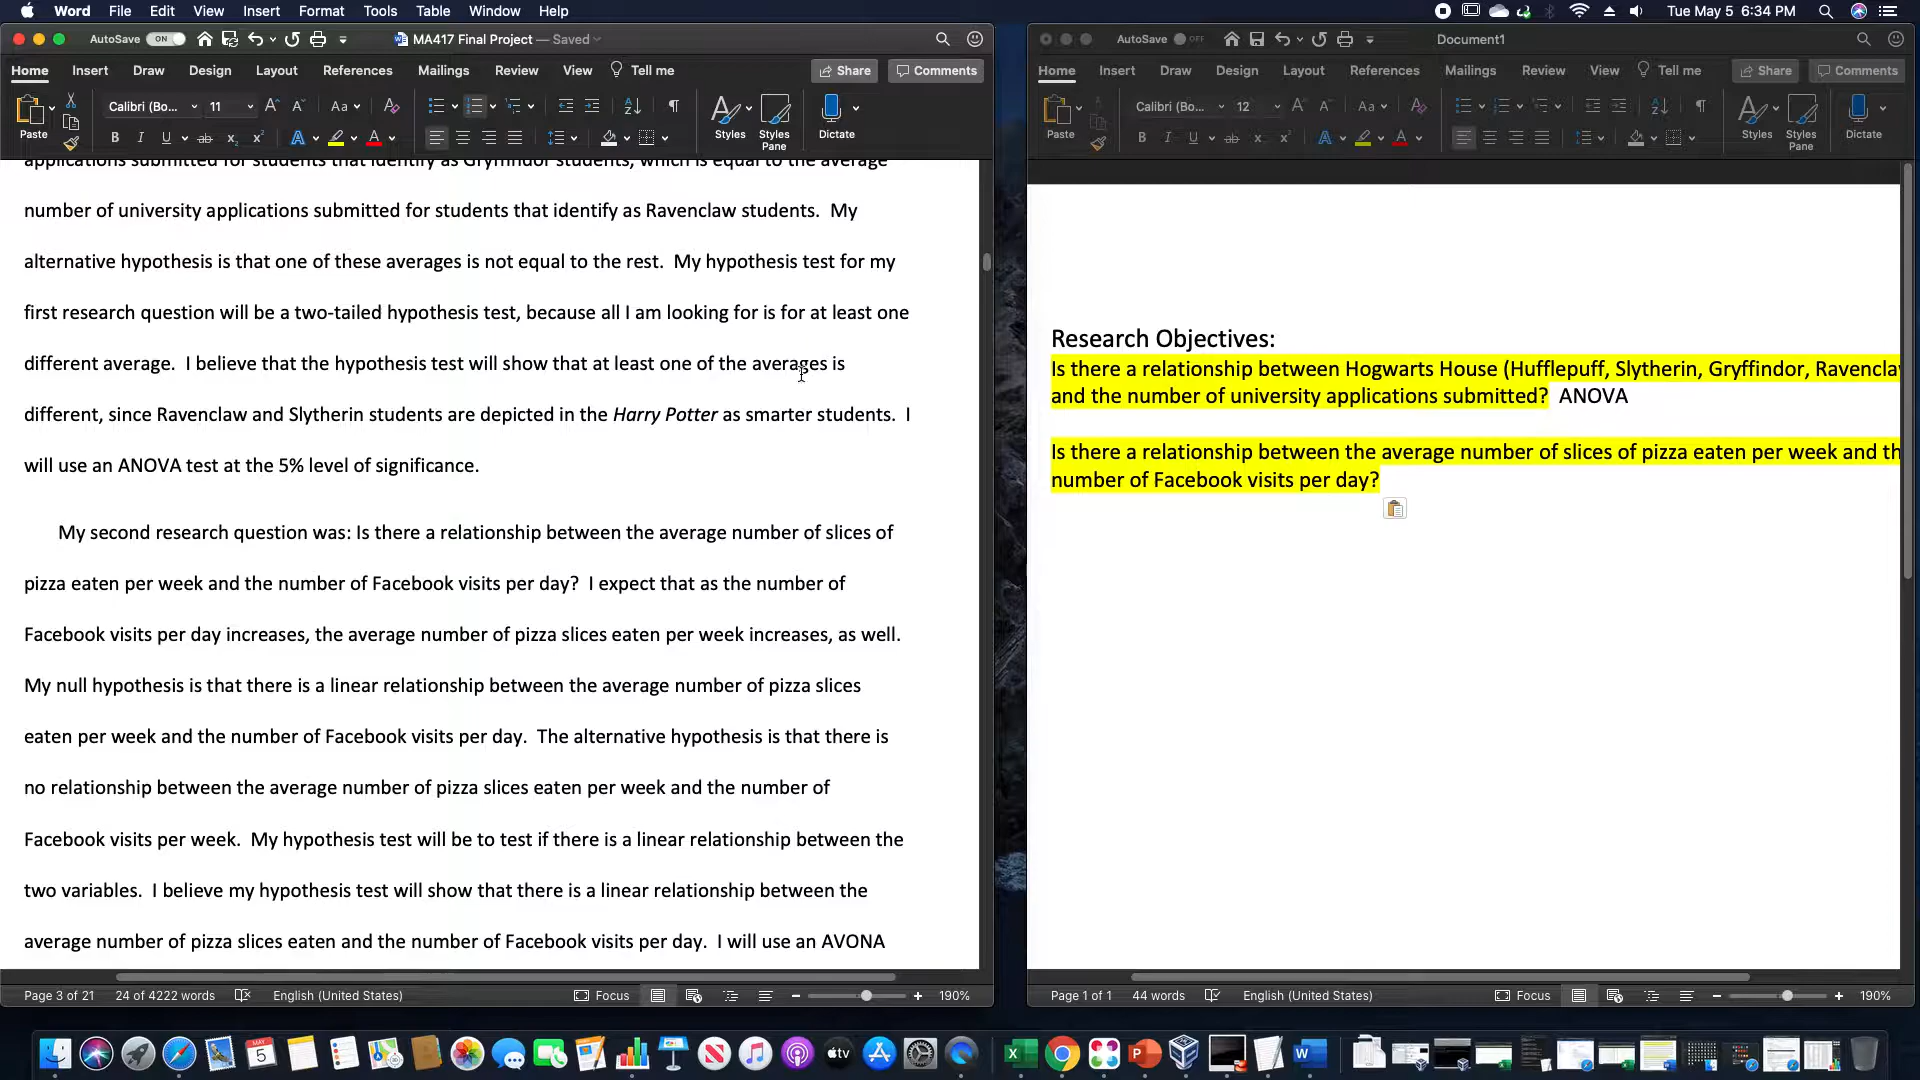 Word File Edit View Insert Format Tools Table Window Help Tue May 5 6:34 PM
AutoSave ON MA417 Final Project — Saved
Home Insert Draw Design Layout References Mailings Review View Tell me Share Comments
Paste Calibri (Bo... 11 Styles Styles Pane Dictate
applications submitted for students that identify as Gryffindor students, which is equal to the average
number of university applications submitted for students that identify as Ravenclaw students. My
alternative hypothesis is that one of these averages is not equal to the rest. My hypothesis test for my
first research question will be a two-tailed hypothesis test, because all I am looking for is for at least one
different average. I believe that the hypothesis test will show that at least one of the averages is
different, since Ravenclaw and Slytherin students are depicted in the Harry Potter as smarter students. I
will use an ANOVA test at the 5% level of significance.
My second research question was: Is there a relationship between the average number of slices of
pizza eaten per week and the number of Facebook visits per day? I expect that as the number of
Facebook visits per day increases, the average number of pizza slices eaten per week increases, as well.
My null hypothesis is that there is a linear relationship between the average number of pizza slices
eaten per week and the number of Facebook visits per day. The alternative hypothesis is that there is
no relationship between the average number of pizza slices eaten per week and the number of
Facebook visits per week. My hypothesis test will be to test if there is a linear relationship between the
two variables. I believe my hypothesis test will show that there is a linear relationship between the
average number of pizza slices eaten and the number of Facebook visits per day. I will use an AVONA
Page 3 of 21 24 of 4222 words English (United States) Focus 190%
AutoSave OFF Document1
Home Insert Draw Design Layout References Mailings Review View Tell me Share Comments
Paste Calibri (Bo... 12 Styles Styles Pane Dictate
Research Objectives:
Is there a relationship between Hogwarts House (Hufflepuff, Slytherin, Gryffindor, Ravencla
and the number of university applications submitted? ANOVA
Is there a relationship between the average number of slices of pizza eaten per week and th
number of Facebook visits per day?
Page 1 of 1 44 words English (United States) Focus 190%